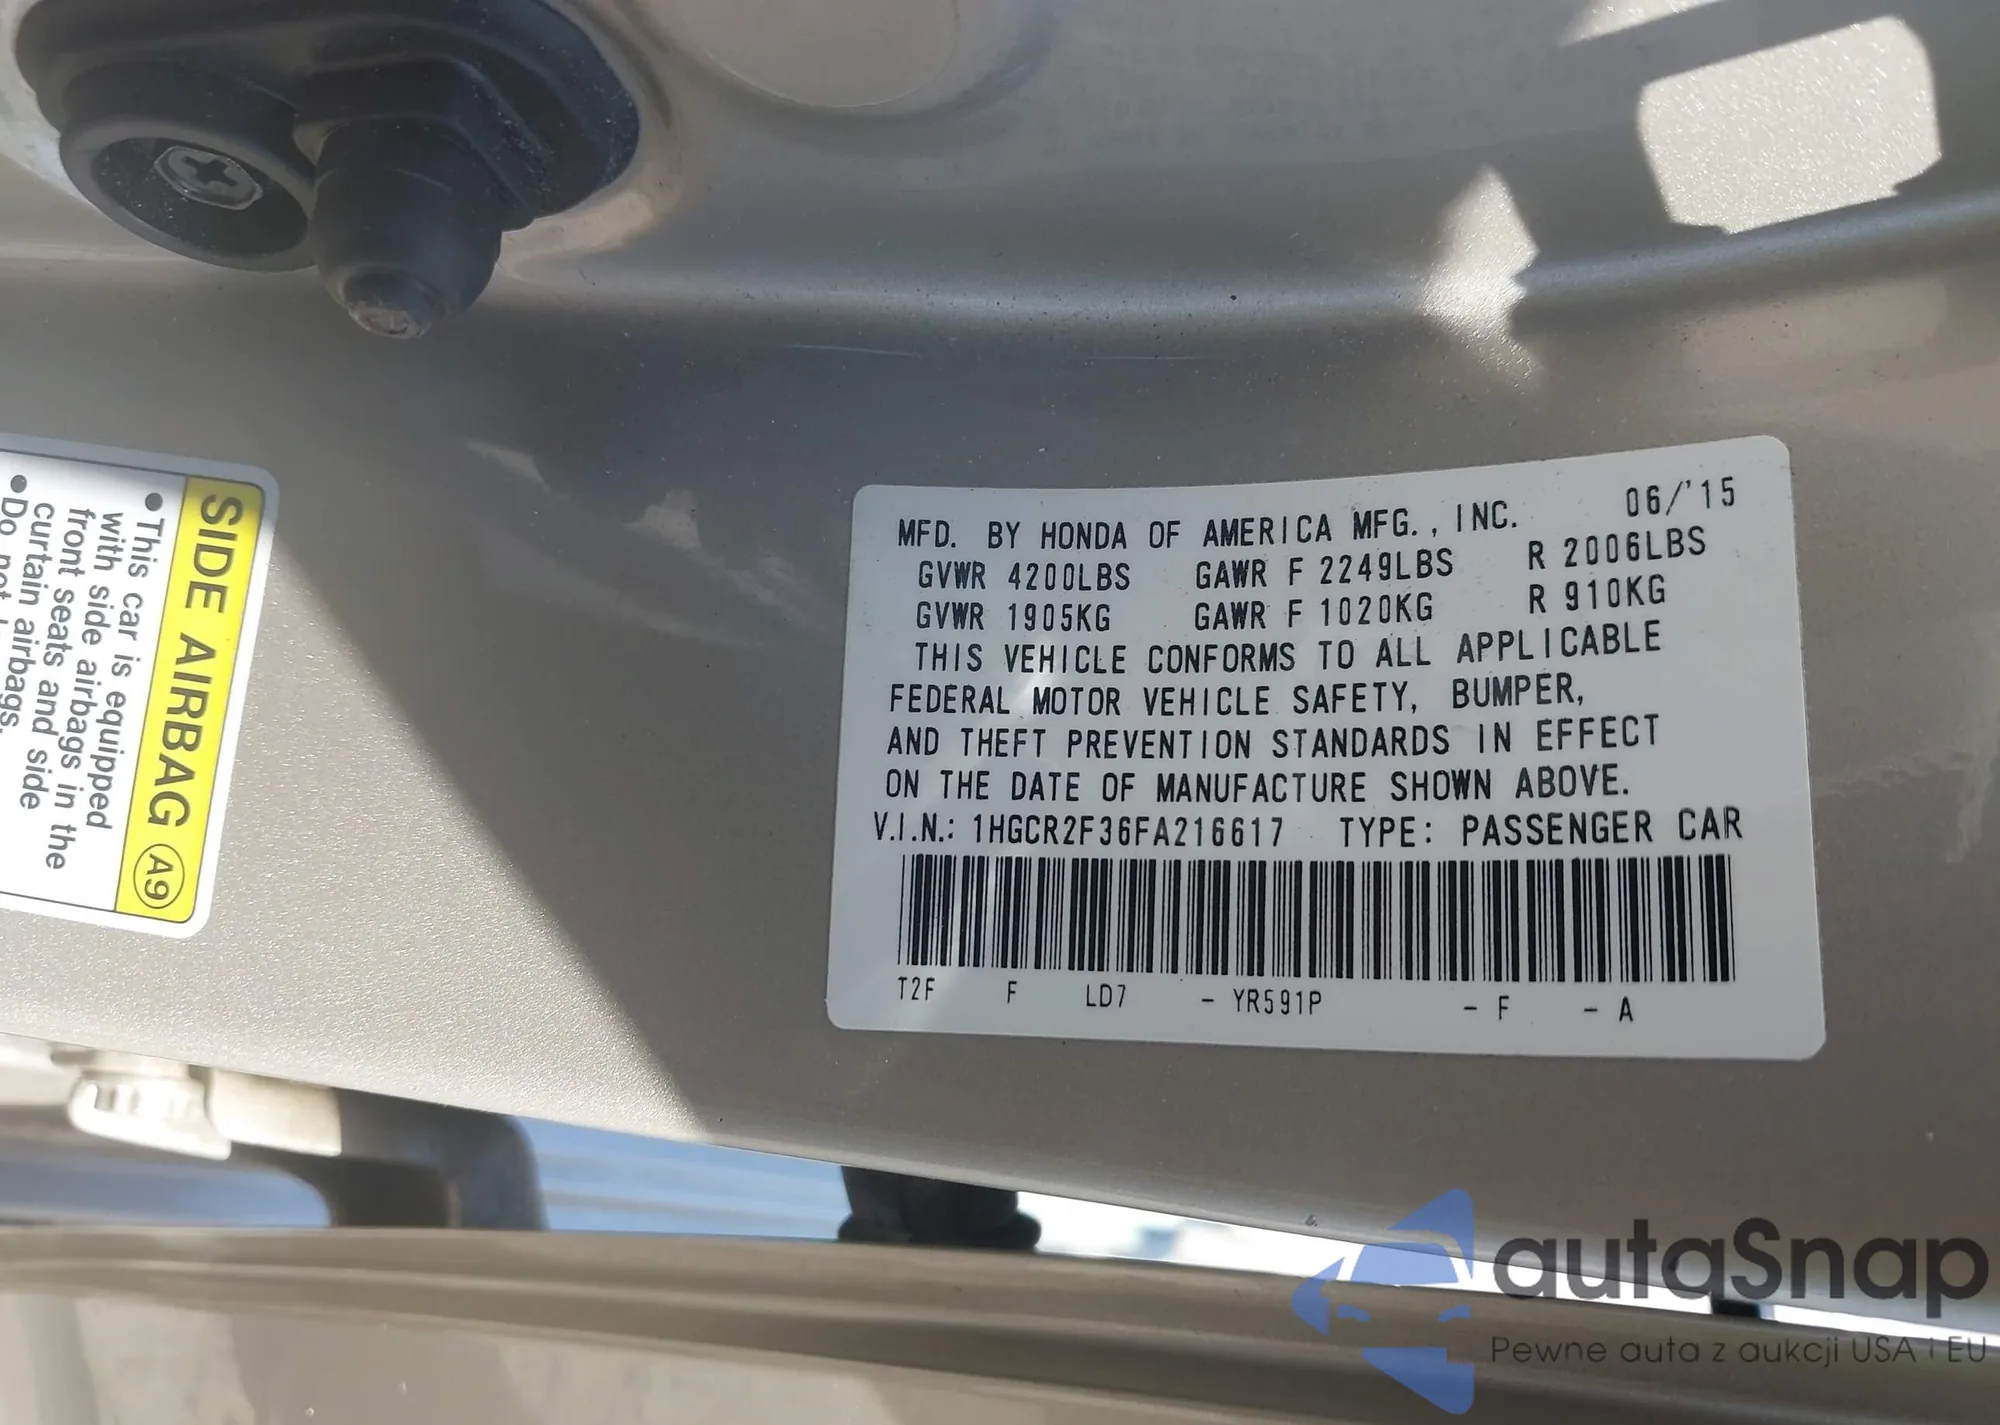 SIDE AIRBAG A9
• This car is equipped
with side airbags in
front seats and the
curtain airbags. side
• Do not
MFD. BY HONDA OF AMERICA MFG., INC. 06/'15
GVWR 4200LBS GAWR F 2249LBS R 2006LBS
GVWR 1905KG GAWR F 1020KG R 910KG
THIS VEHICLE CONFORMS TO ALL APPLICABLE
FEDERAL MOTOR VEHICLE SAFETY, BUMPER,
AND THEFT PREVENTION STANDARDS IN EFFECT
ON THE DATE OF MANUFACTURE SHOWN ABOVE.
V.I.N.: 1HGCR2F36FA216617 TYPE: PASSENGER CAR
T2F F LD7 - YR591P - F - A
autaSnap
Pewne auta z aukcji USA i EU